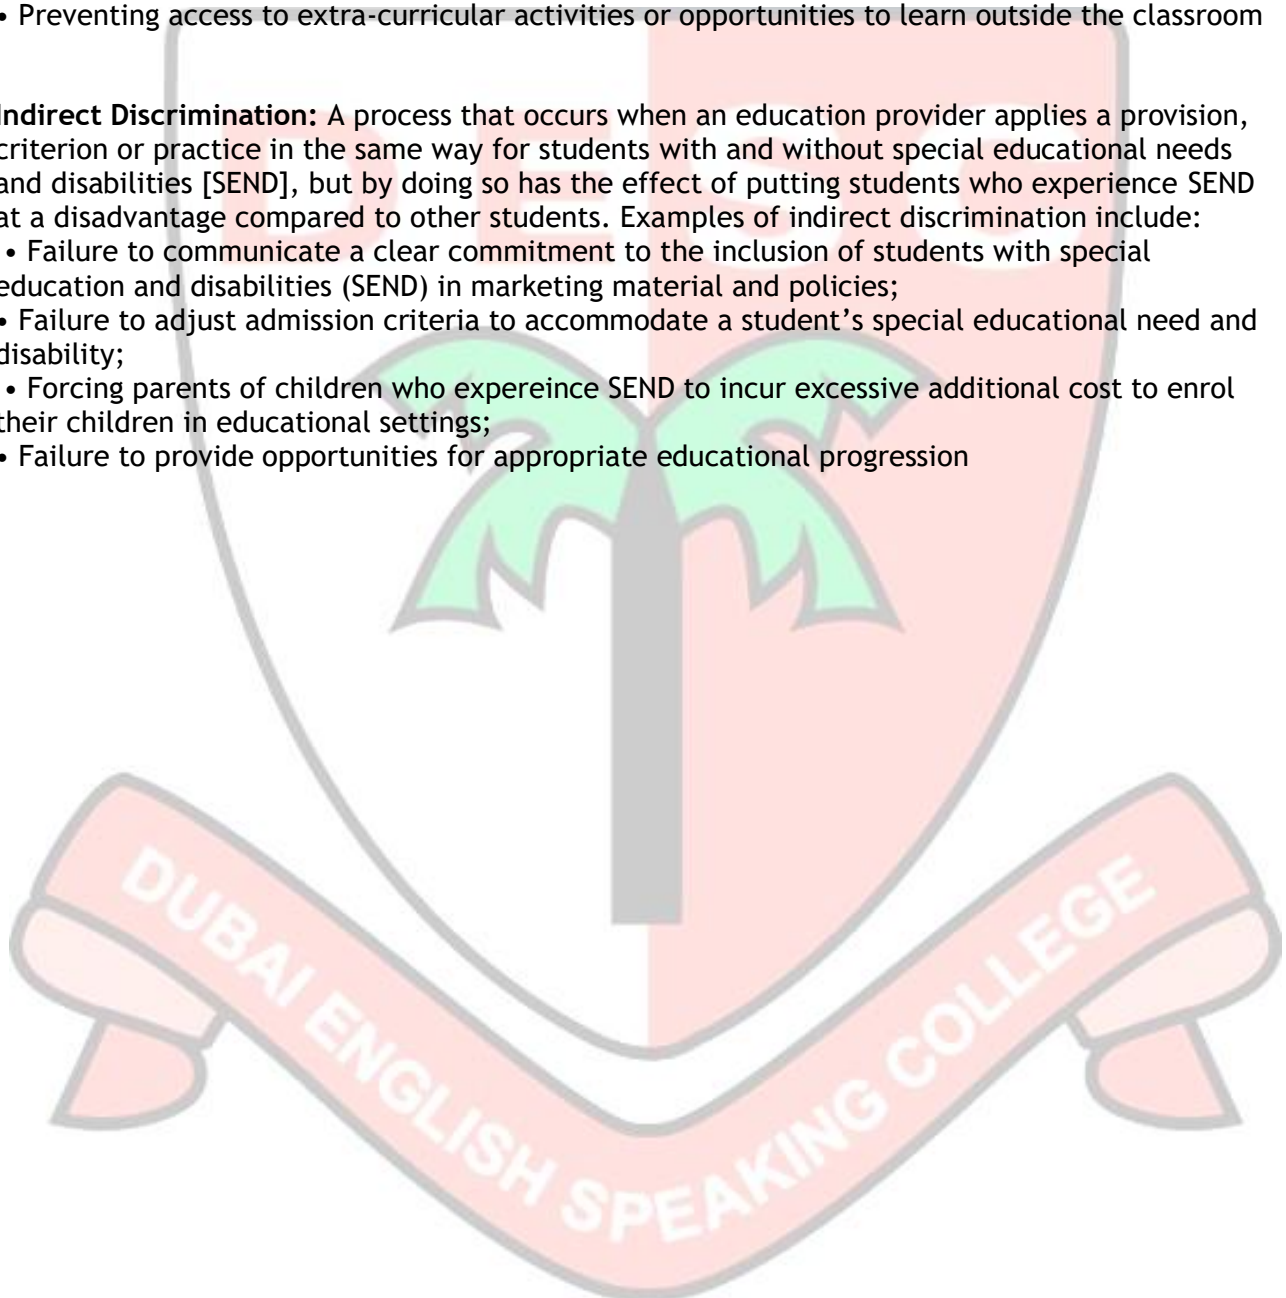 • Preventing access to extra-curricular activities or opportunities to learn outside the classroom
Indirect Discrimination: A process that occurs when an education provider applies a provision,
criterion or practice in the same way for students with and without special educational needs
and disabilities [SEND], but by doing so has the effect of putting students who experience SEND
at a disadvantage compared to other students. Examples of indirect discrimination include:
• Failure to communicate a clear commitment to the inclusion of students with special
education and disabilities (SEND) in marketing material and policies;
• Failure to adjust admission criteria to accommodate a student’s special educational need and
disability;
• Forcing parents of children who expereince SEND to incur excessive additional cost to enrol
their children in educational settings;
• Failure to provide opportunities for appropriate educational progression
DESC
DUBAI ENGLISH SPEAKING COLLEGE